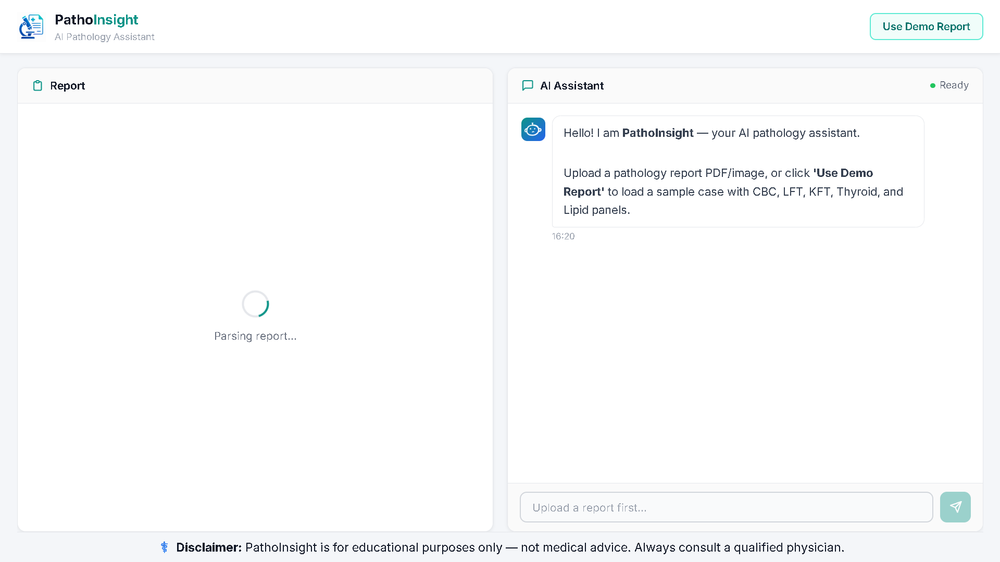 PathoInsight
AI Pathology Assistant
Use Demo Report
Report
Parsing report...
AI Assistant
Ready
Hello! I am PathoInsight — your AI pathology assistant.
Upload a pathology report PDF/image, or click 'Use Demo
Report' to load a sample case with CBC, LFT, KFT, Thyroid, and
Lipid panels.
16:20
Upload a report first...
Disclaimer: PathoInsight is for educational purposes only — not medical advice. Always consult a qualified physician.